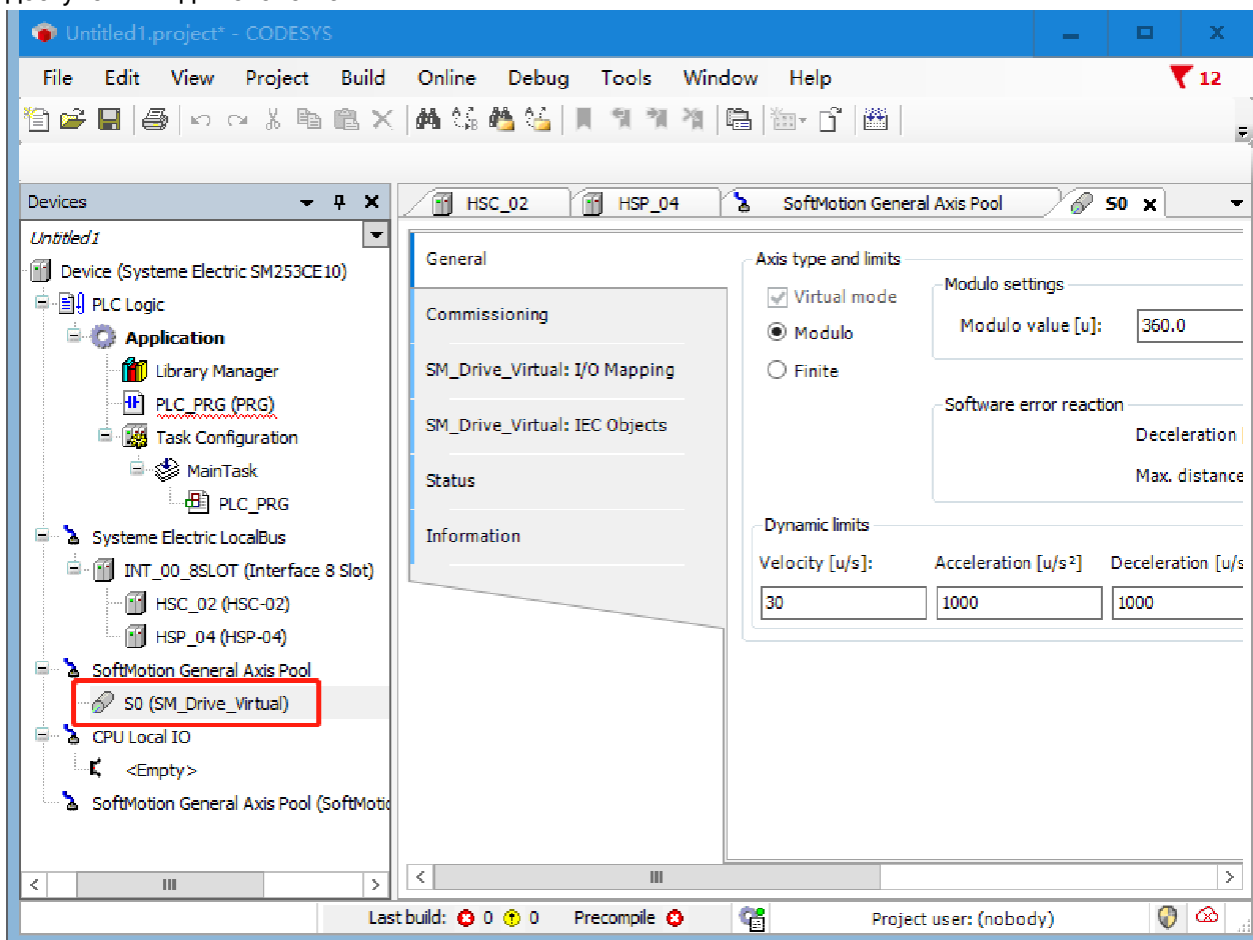 Untitled1.project* - CODESYS
File Edit View Project Build Online Debug Tools Window Help 12
Devices
HSC_02 HSP_04 SoftMotion General Axis Pool S0
Untitled1
Device (Systeme Electric SM253CE10)
PLC Logic
Application
Library Manager
PLC_PRG (PRG)
Task Configuration
MainTask
PLC_PRG
Systeme Electric LocalBus
INT_00_8SLOT (Interface 8 Slot)
HSC_02 (HSC-02)
HSP_04 (HSP-04)
SoftMotion General Axis Pool
S0 (SM_Drive_Virtual)
CPU Local IO
<Empty>
SoftMotion General Axis Pool (SoftMotio
General
Commissioning
SM_Drive_Virtual: I/O Mapping
SM_Drive_Virtual: IEC Objects
Status
Information
Axis type and limits
Virtual mode
Modulo
Finite
Modulo settings
Modulo value [u]: 360.0
Software error reaction
Deceleration
Max. distance
Dynamic limits
Velocity [u/s]: Acceleration [u/s²] Deceleration [u/s
30 1000 1000
Last build: 0 0 Precompile Project user: (nobody)